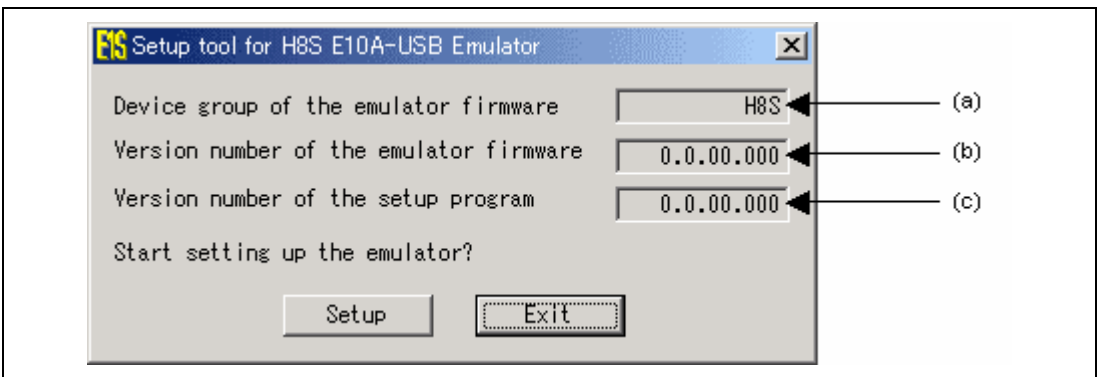 E1S Setup tool for H8S E10A-USB Emulator
Device group of the emulator firmware H8S (a)
Version number of the emulator firmware 0.0.00.000 (b)
Version number of the setup program 0.0.00.000 (c)
Start setting up the emulator?
Setup Exit